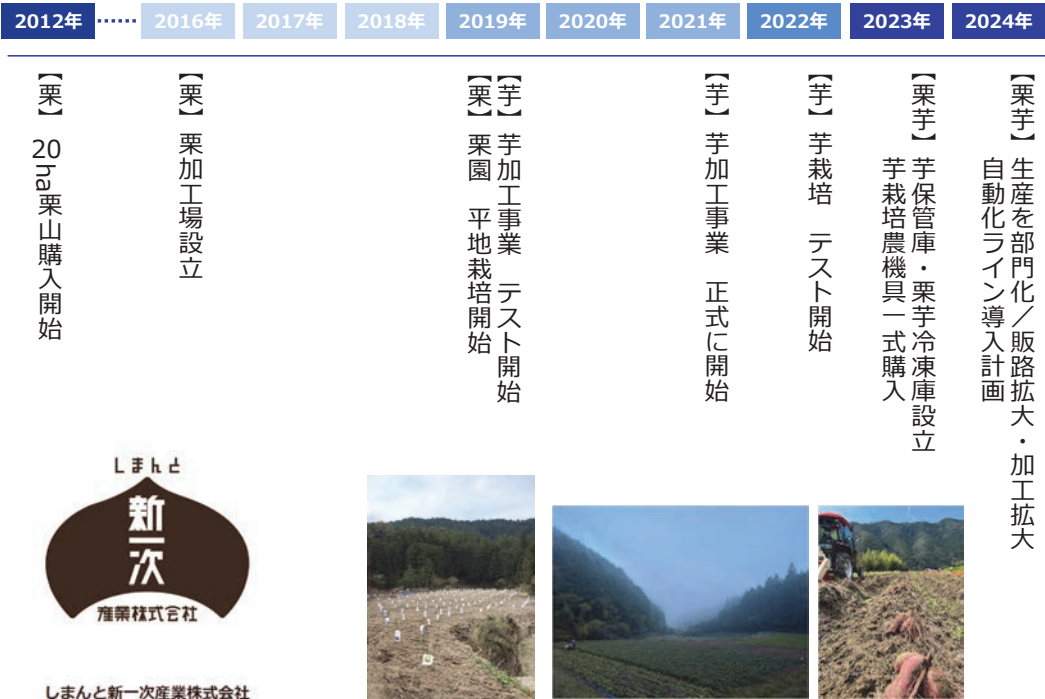 2012年 …… 2016年 2017年 2018年 2019年 2020年 2021年 2022年 2023年 2024年
【栗】 20ha栗山購入開始
【栗】 栗加工場設立
【芋】 芋加工事業 テスト開始
【栗】 栗園 平地栽培開始
【芋】 芋加工事業 正式に開始
【芋】 芋栽培 テスト開始
【栗芋】 芋保管庫・栗芋冷凍庫設立
芋栽培農機具一式購入
【栗芋】 生産を部門化／販路拡大・加工拡大
自動化ライン導入計画
しまんと
新一次
産業株式会社
しまんと新一次産業株式会社